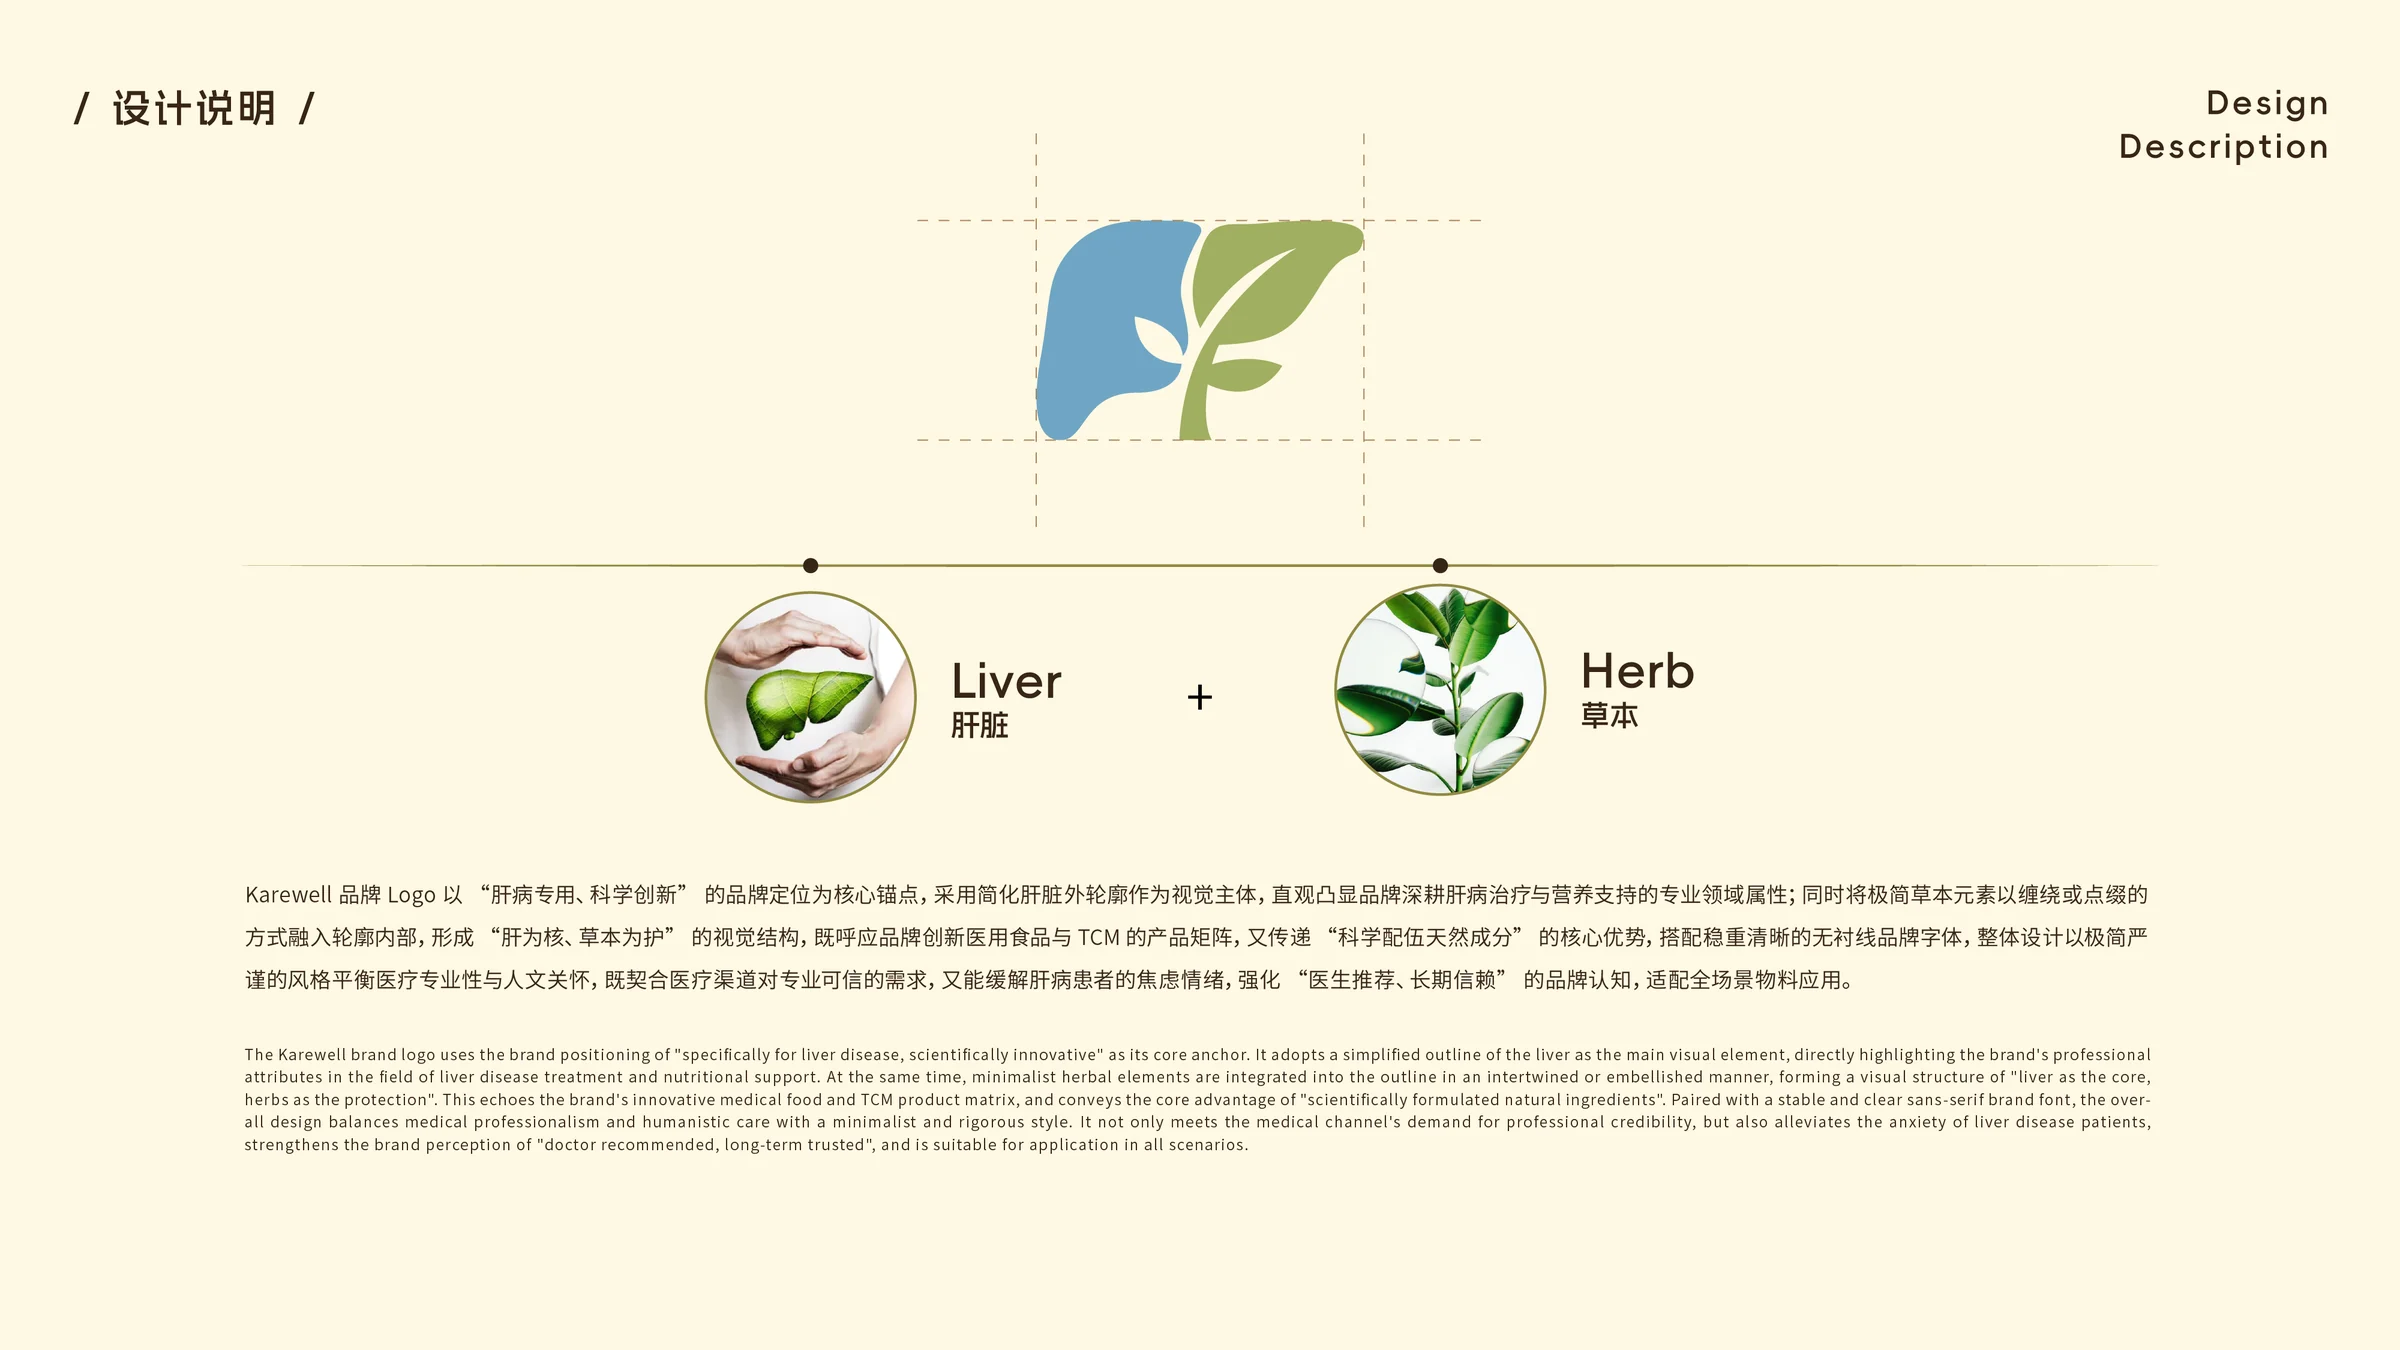 / 设计说明 /
Design
Description
Liver
肝脏
+
Herb
草本
Karewell 品牌 Logo 以 “肝病专用、科学创新” 的品牌定位为核心锚点，采用简化肝脏外轮廓作为视觉主体，直观凸显品牌深耕肝病治疗与营养支持的专业领域属性；同时将极简草本元素以缠绕或点缀的
方式融入轮廓内部，形成 “肝为核、草本为护” 的视觉结构，既呼应品牌创新医用食品与 TCM 的产品矩阵，又传递 “科学配伍天然成分” 的核心优势，搭配稳重清晰的无衬线品牌字体，整体设计以极简严
谨的风格平衡医疗专业性与人文关怀，既契合医疗渠道对专业可信的需求，又能缓解肝病患者的焦虑情绪，强化 “医生推荐、长期信赖” 的品牌认知，适配全场景物料应用。
The Karewell brand logo uses the brand positioning of "specifically for liver disease, scientifically innovative" as its core anchor. It adopts a simplified outline of the liver as the main visual element, directly highlighting the brand's professional
attributes in the field of liver disease treatment and nutritional support. At the same time, minimalist herbal elements are integrated into the outline in an intertwined or embellished manner, forming a visual structure of "liver as the core,
herbs as the protection". This echoes the brand's innovative medical food and TCM product matrix, and conveys the core advantage of "scientifically formulated natural ingredients". Paired with a stable and clear sans-serif brand font, the over-
all design balances medical professionalism and humanistic care with a minimalist and rigorous style. It not only meets the medical channel's demand for professional credibility, but also alleviates the anxiety of liver disease patients,
strengthens the brand perception of "doctor recommended, long-term trusted", and is suitable for application in all scenarios.